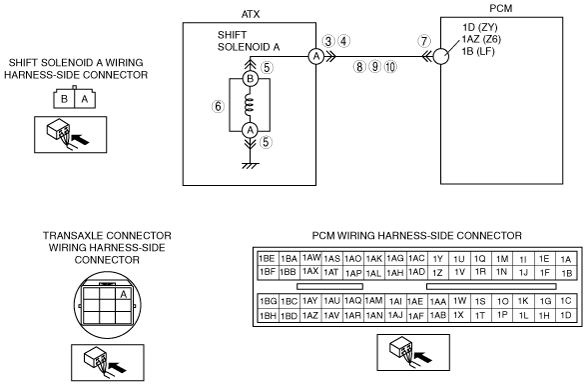 ATX
PCM
SHIFT
SOLENOID A
1D (ZY)
1AZ (Z6)
1B (LF)
A
③ ④
⑦
⑧ ⑨ ⑩
⑤
B
⑥
A
⑤
SHIFT SOLENOID A WIRING
HARNESS-SIDE CONNECTOR
B A
TRANSAXLE CONNECTOR
WIRING HARNESS-SIDE
CONNECTOR
A
PCM WIRING HARNESS-SIDE CONNECTOR
1BE 1BA 1AW 1AS 1AO 1AK 1AG 1AC 1Y 1U 1Q 1M 1I 1E 1A
1BF 1BB 1AX 1AT 1AP 1AL 1AH 1AD 1Z 1V 1R 1N 1J 1F 1B
1BG 1BC 1AY 1AU 1AQ 1AM 1AI 1AE 1AA 1W 1S 1O 1K 1G 1C
1BH 1BD 1AZ 1AV 1AR 1AN 1AJ 1AF 1AB 1X 1T 1P 1L 1H 1D